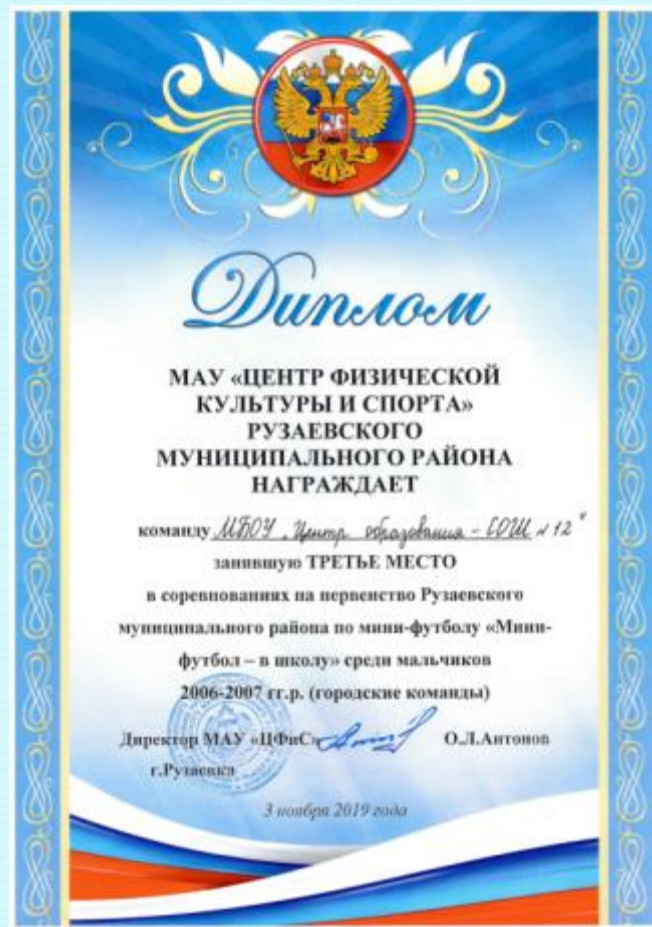 Диплом
МАУ «ЦЕНТР ФИЗИЧЕСКОЙ
КУЛЬТУРЫ И СПОРТА»
РУЗАЕВСКОГО
МУНИЦИПАЛЬНОГО РАЙОНА
НАГРАЖДАЕТ
команду МБОУ „Центр образования - СОШ №12"
занявшую ТРЕТЬЕ МЕСТО
в соревнованиях на первенство Рузаевского
муниципального района по мини-футболу «Мини-
футбол – в школу» среди мальчиков
2006-2007 гг.р. (городские команды)
Директор МАУ «ЦФиС» О.Л.Антонов
г.Рузаевка
3 ноября 2019 года